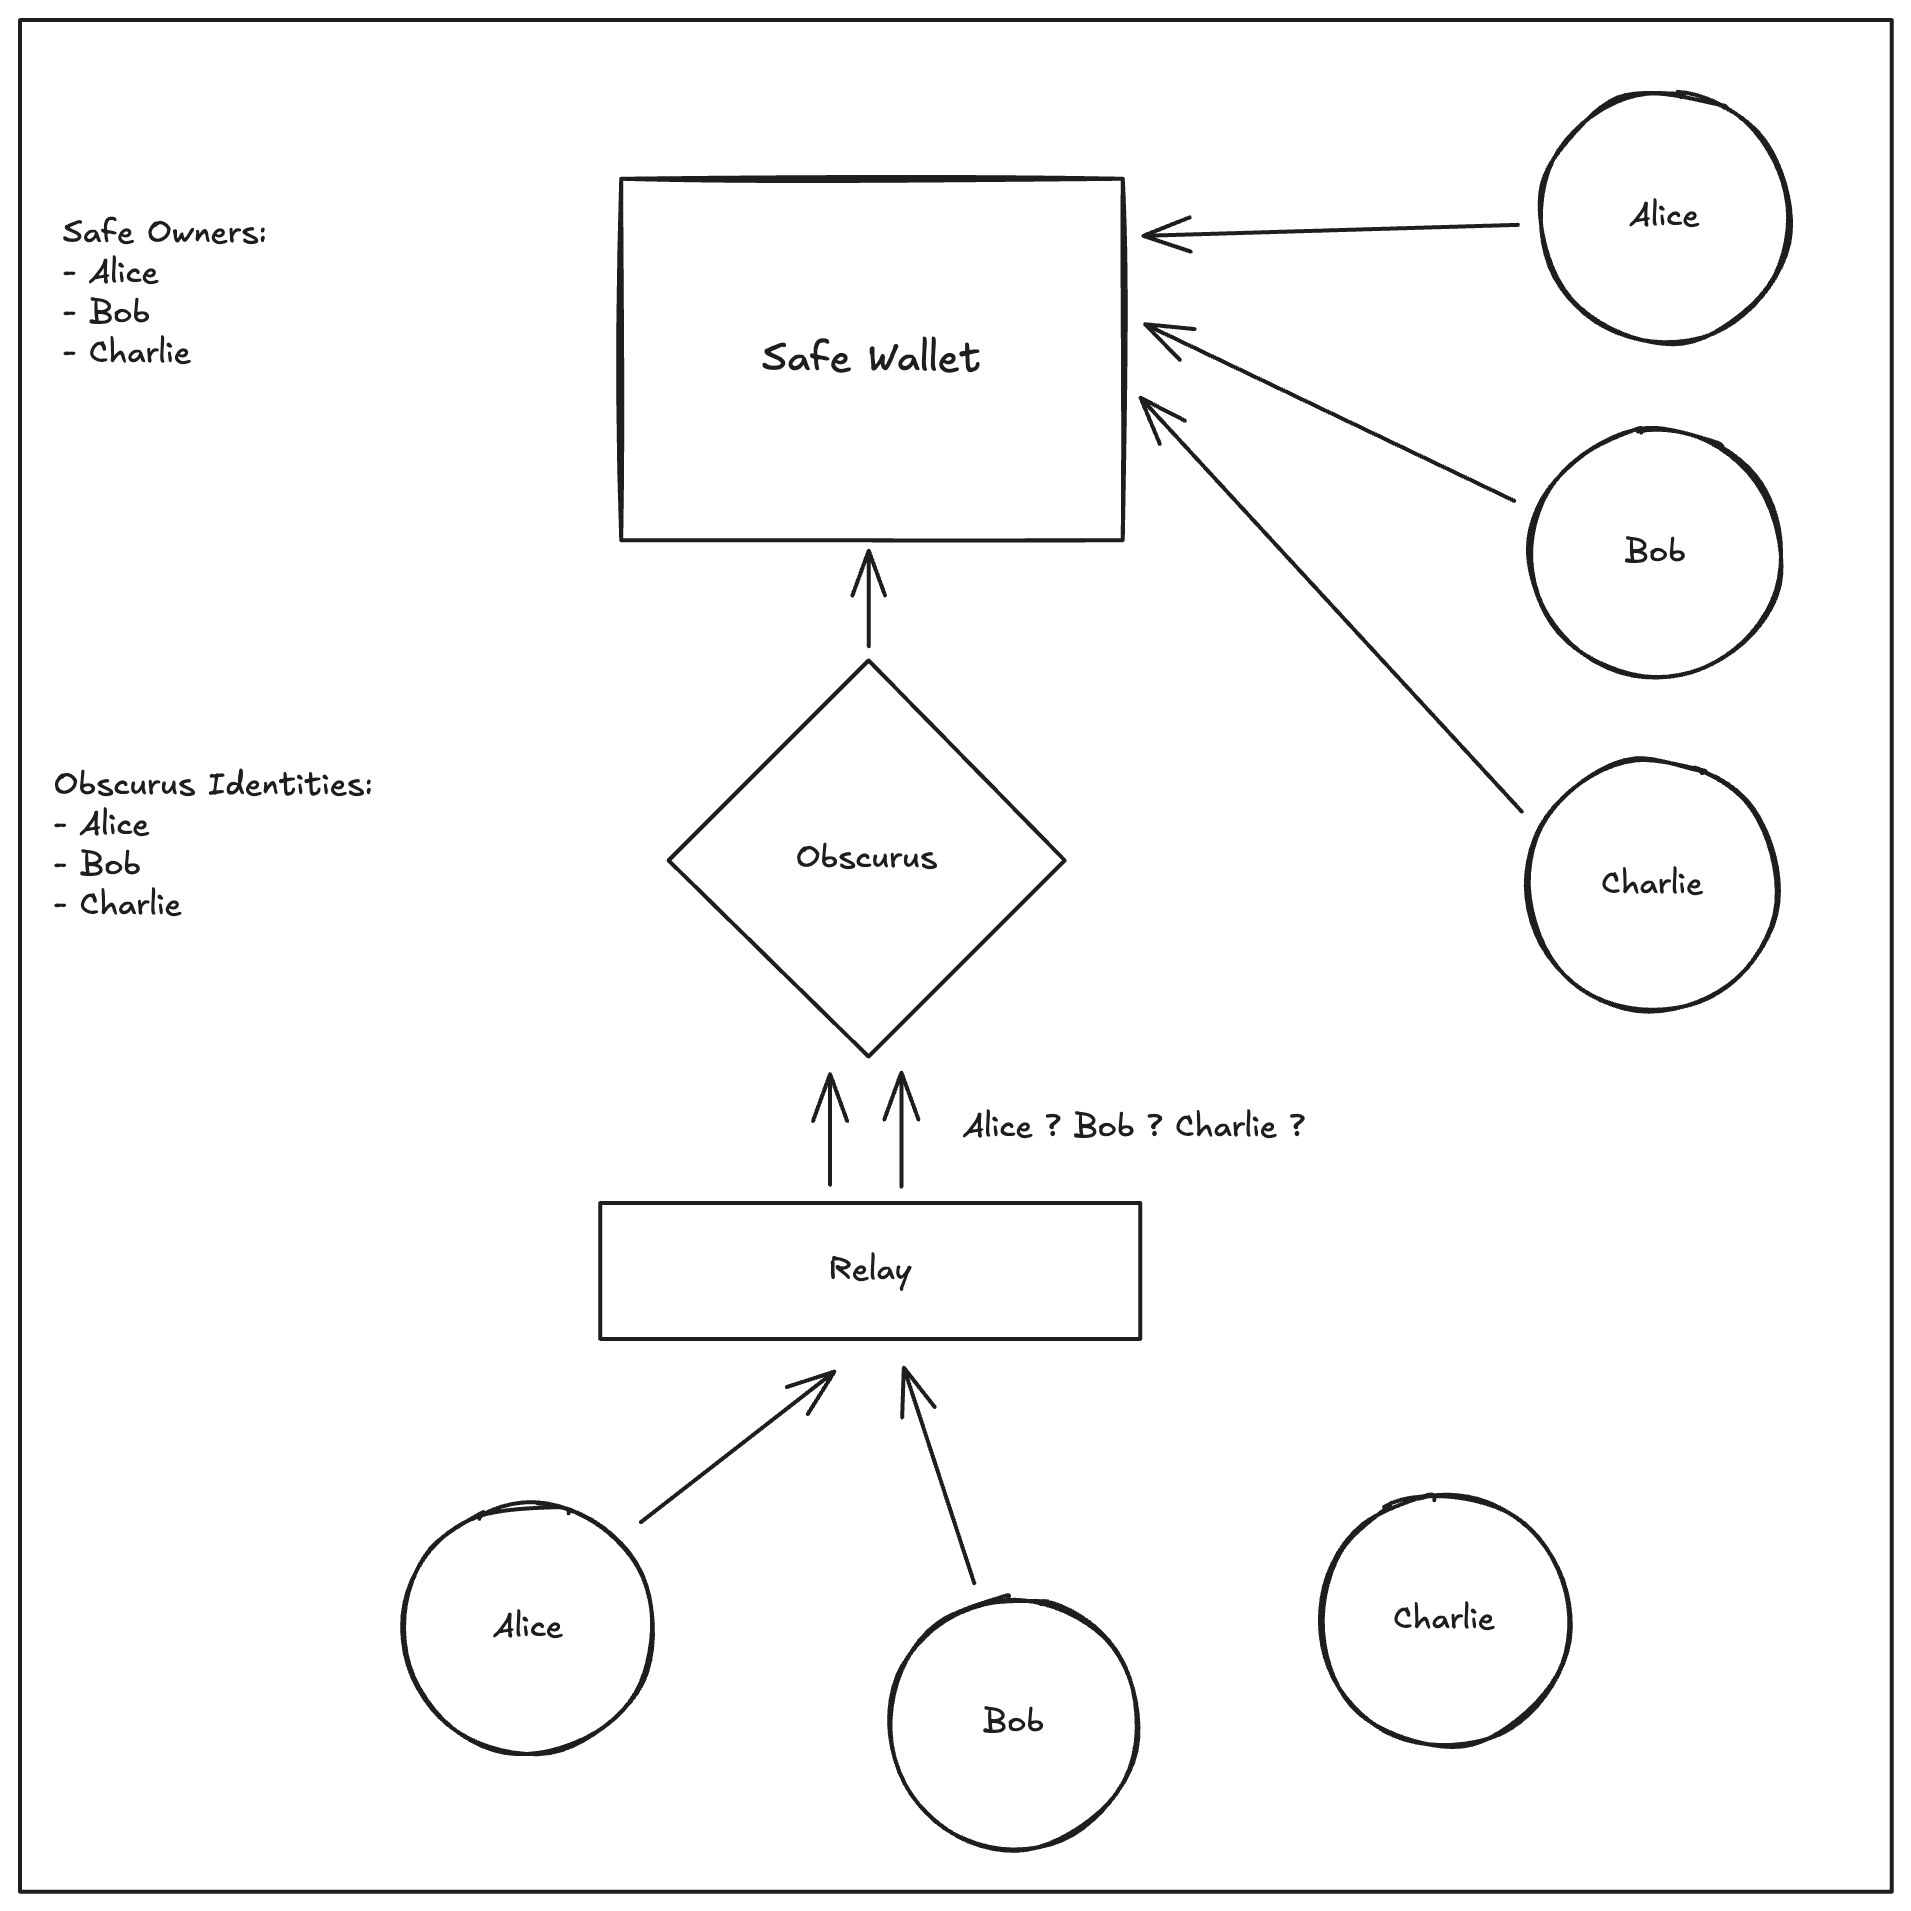 Safe Owners:
- Alice
- Bob
- Charlie
Safe Wallet
Alice
Bob
Charlie
Obscurus Identities:
- Alice
- Bob
- Charlie
Obscurus
Alice ? Bob ? Charlie ?
Relay
Alice
Bob
Charlie